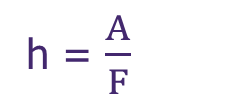 h = A/F